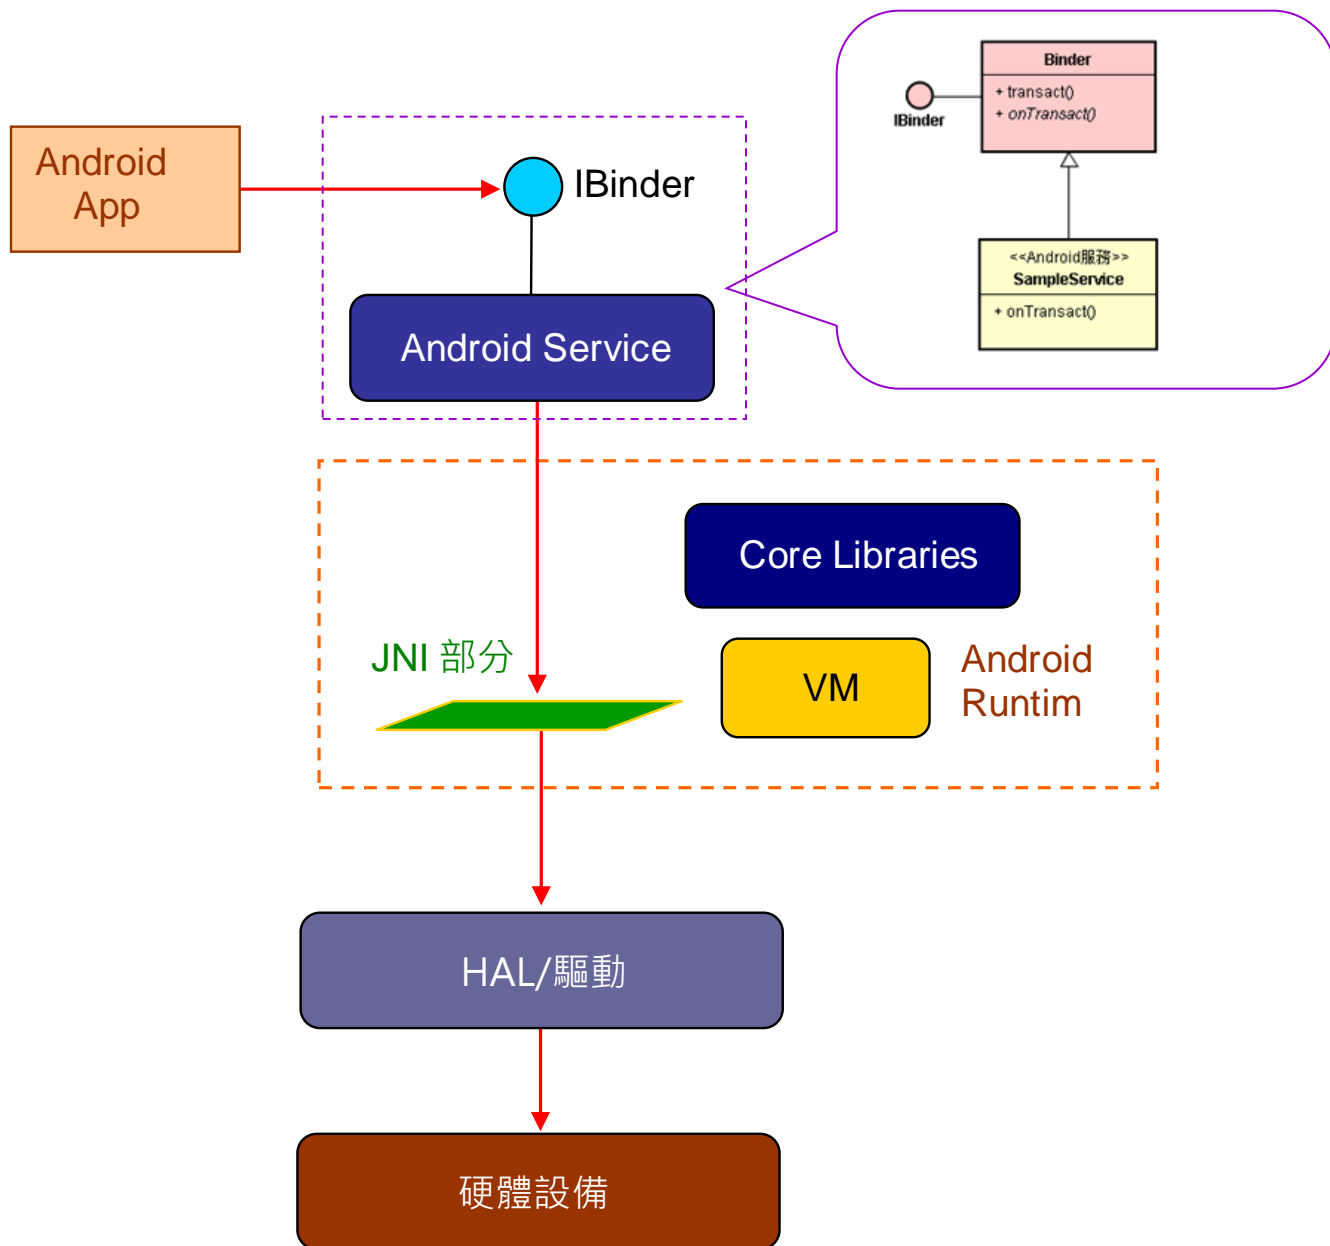 Binder
+ transact()
+ onTransact()
IBinder
Android
App
IBinder
<<Android服務>>
SampleService
+ onTransact()
Android Service
Core Libraries
JNI 部分
VM
Android
Runtim
HAL/驅動
硬體設備